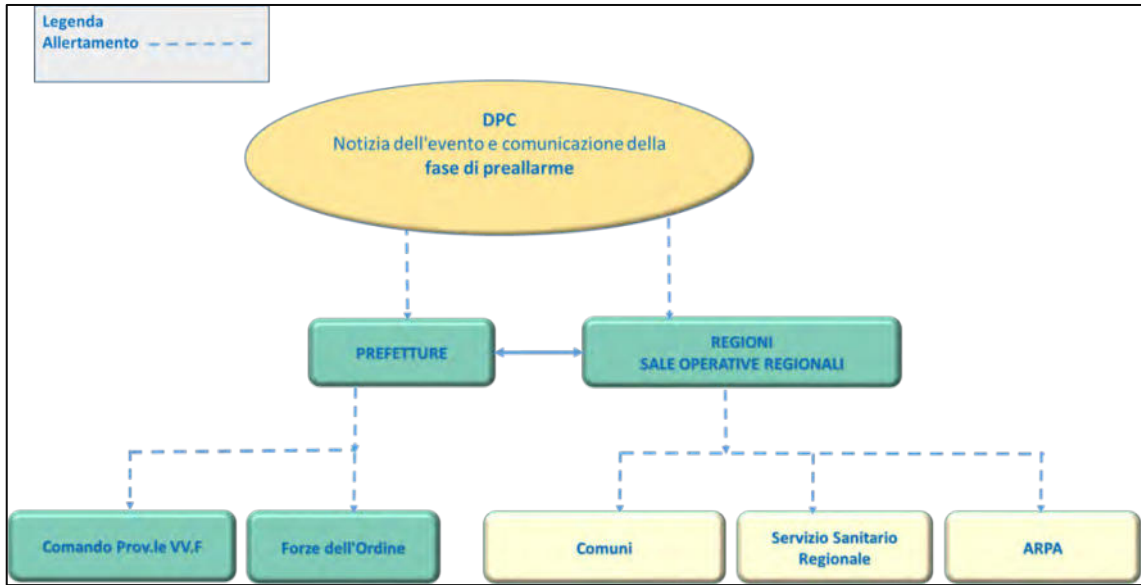 Legenda
Allertamento
DPC
Notizia dell'evento e comunicazione della
fase di preallarme
PREFETTURE
REGIONI
SALE OPERATIVE REGIONALI
Comando Prov.le VV.F
Forze dell'Ordine
Comuni
Servizio Sanitario
Regionale
ARPA